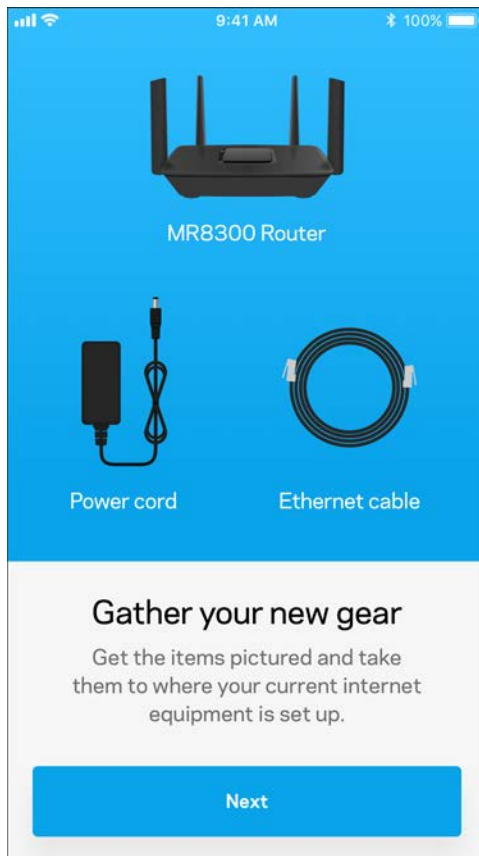 9:41 AM
100%
MR8300 Router
Power cord
Ethernet cable
Gather your new gear
Get the items pictured and take
them to where your current internet
equipment is set up.
Next